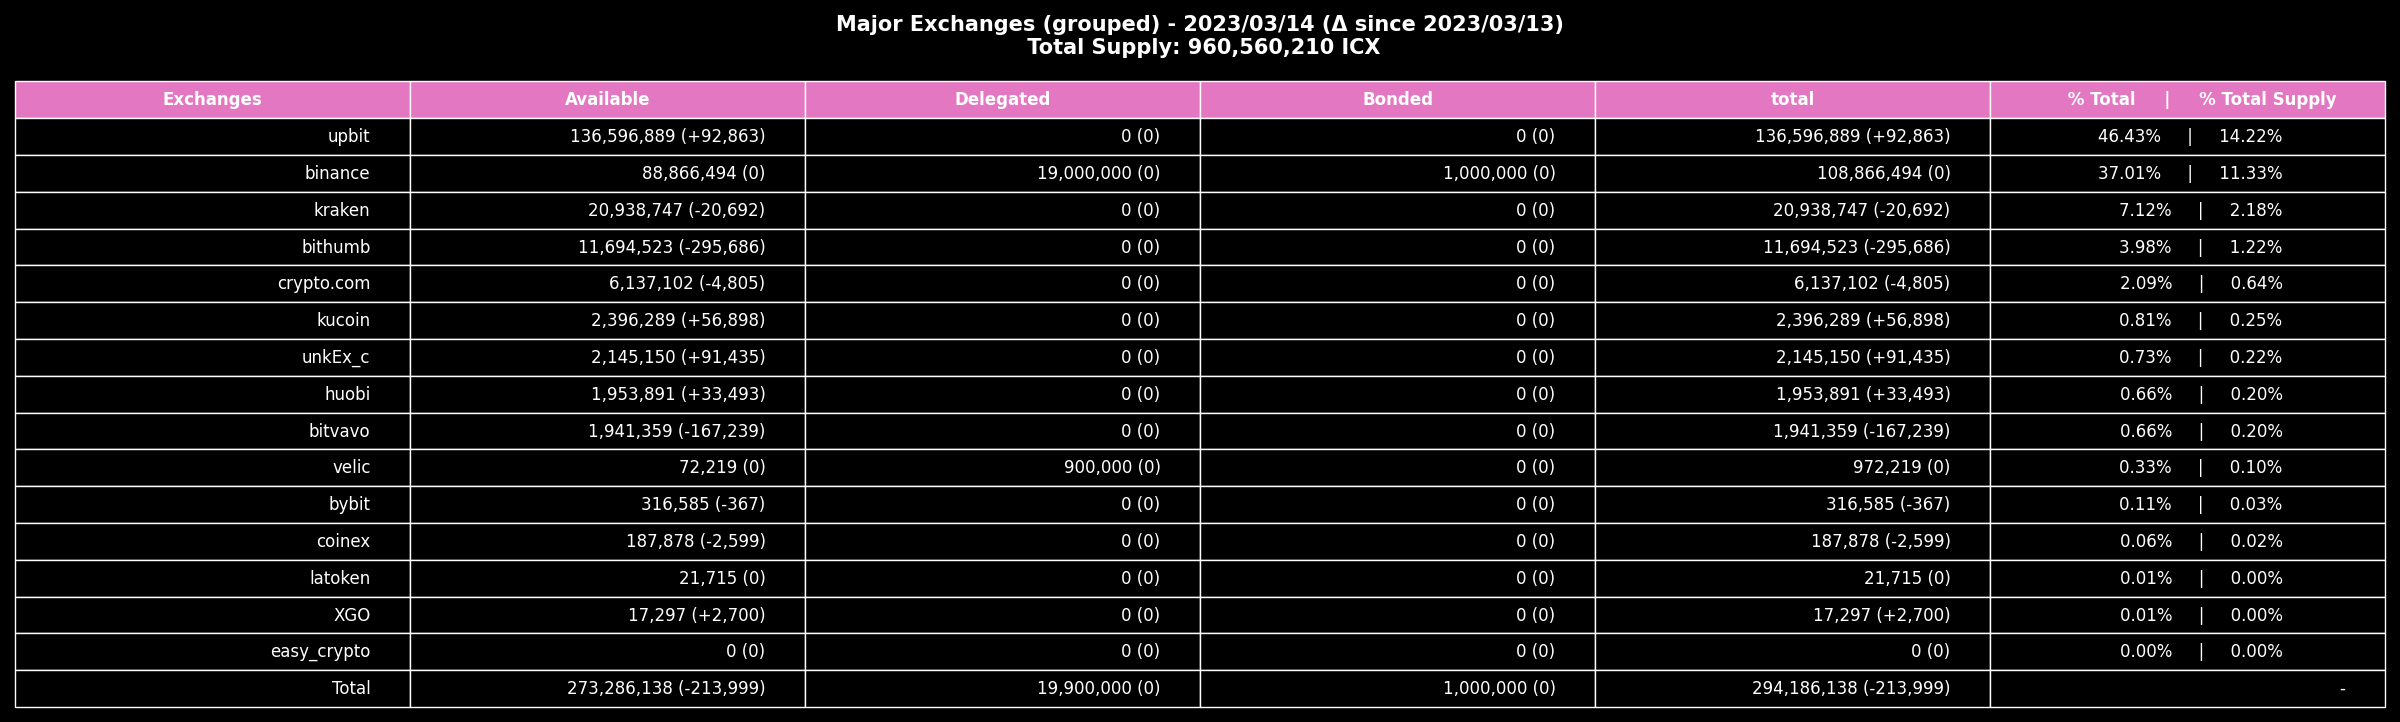 Major Exchanges (grouped) - 2023/03/14 (Δ since 2023/03/13)
Total Supply: 960,560,210 ICX
Exchanges Available Delegated Bonded total % Total | % Total Supply
upbit 136,596,889 (+92,863) 0 (0) 0 (0) 136,596,889 (+92,863) 46.43% | 14.22%
binance 88,866,494 (0) 19,000,000 (0) 1,000,000 (0) 108,866,494 (0) 37.01% | 11.33%
kraken 20,938,747 (-20,692) 0 (0) 0 (0) 20,938,747 (-20,692) 7.12% | 2.18%
bithumb 11,694,523 (-295,686) 0 (0) 0 (0) 11,694,523 (-295,686) 3.98% | 1.22%
crypto.com 6,137,102 (-4,805) 0 (0) 0 (0) 6,137,102 (-4,805) 2.09% | 0.64%
kucoin 2,396,289 (+56,898) 0 (0) 0 (0) 2,396,289 (+56,898) 0.81% | 0.25%
unkEx_c 2,145,150 (+91,435) 0 (0) 0 (0) 2,145,150 (+91,435) 0.73% | 0.22%
huobi 1,953,891 (+33,493) 0 (0) 0 (0) 1,953,891 (+33,493) 0.66% | 0.20%
bitvavo 1,941,359 (-167,239) 0 (0) 0 (0) 1,941,359 (-167,239) 0.66% | 0.20%
velic 72,219 (0) 900,000 (0) 0 (0) 972,219 (0) 0.33% | 0.10%
bybit 316,585 (-367) 0 (0) 0 (0) 316,585 (-367) 0.11% | 0.03%
coinex 187,878 (-2,599) 0 (0) 0 (0) 187,878 (-2,599) 0.06% | 0.02%
latoken 21,715 (0) 0 (0) 0 (0) 21,715 (0) 0.01% | 0.00%
XGO 17,297 (+2,700) 0 (0) 0 (0) 17,297 (+2,700) 0.01% | 0.00%
easy_crypto 0 (0) 0 (0) 0 (0) 0 (0) 0.00% | 0.00%
Total 273,286,138 (-213,999) 19,900,000 (0) 1,000,000 (0) 294,186,138 (-213,999) -